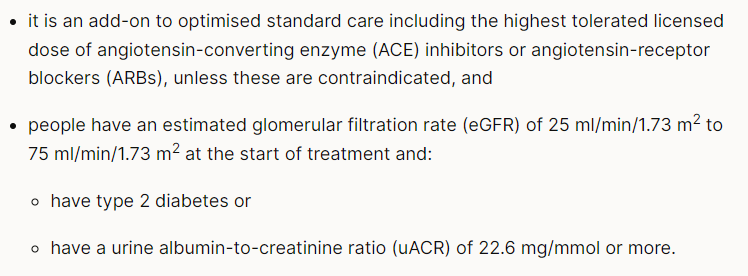 • it is an add-on to optimised standard care including the highest tolerated licensed
dose of angiotensin-converting enzyme (ACE) inhibitors or angiotensin-receptor
blockers (ARBs), unless these are contraindicated, and
• people have an estimated glomerular filtration rate (eGFR) of 25 ml/min/1.73 m² to
75 ml/min/1.73 m² at the start of treatment and:
◦ have type 2 diabetes or
◦ have a urine albumin-to-creatinine ratio (uACR) of 22.6 mg/mmol or more.